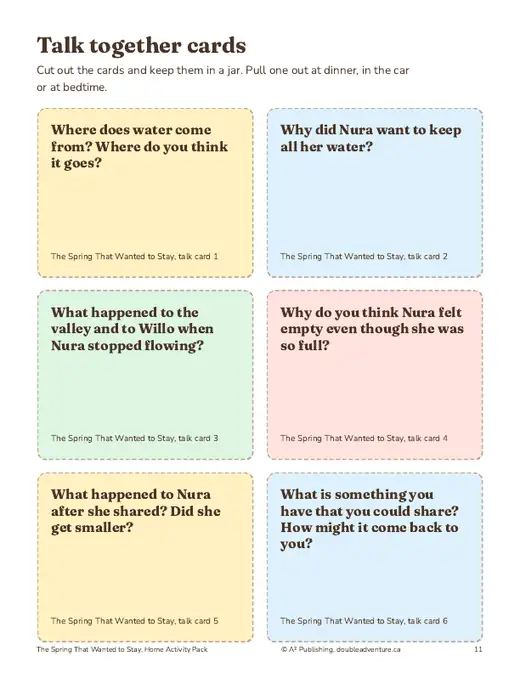 Talk together cards
Cut out the cards and keep them in a jar. Pull one out at dinner, in the car
or at bedtime.
Where does water come
from? Where do you think
it goes?
The Spring That Wanted to Stay, talk card 1
Why did Nura want to keep
all her water?
The Spring That Wanted to Stay, talk card 2
What happened to the
valley and to Willo when
Nura stopped flowing?
The Spring That Wanted to Stay, talk card 3
Why do you think Nura felt
empty even though she was
so full?
The Spring That Wanted to Stay, talk card 4
What happened to Nura
after she shared? Did she
get smaller?
The Spring That Wanted to Stay, talk card 5
What is something you
have that you could share?
How might it come back to
you?
The Spring That Wanted to Stay, talk card 6
The Spring That Wanted to Stay, Home Activity Pack
© A² Publishing, doubleadventure.ca
11